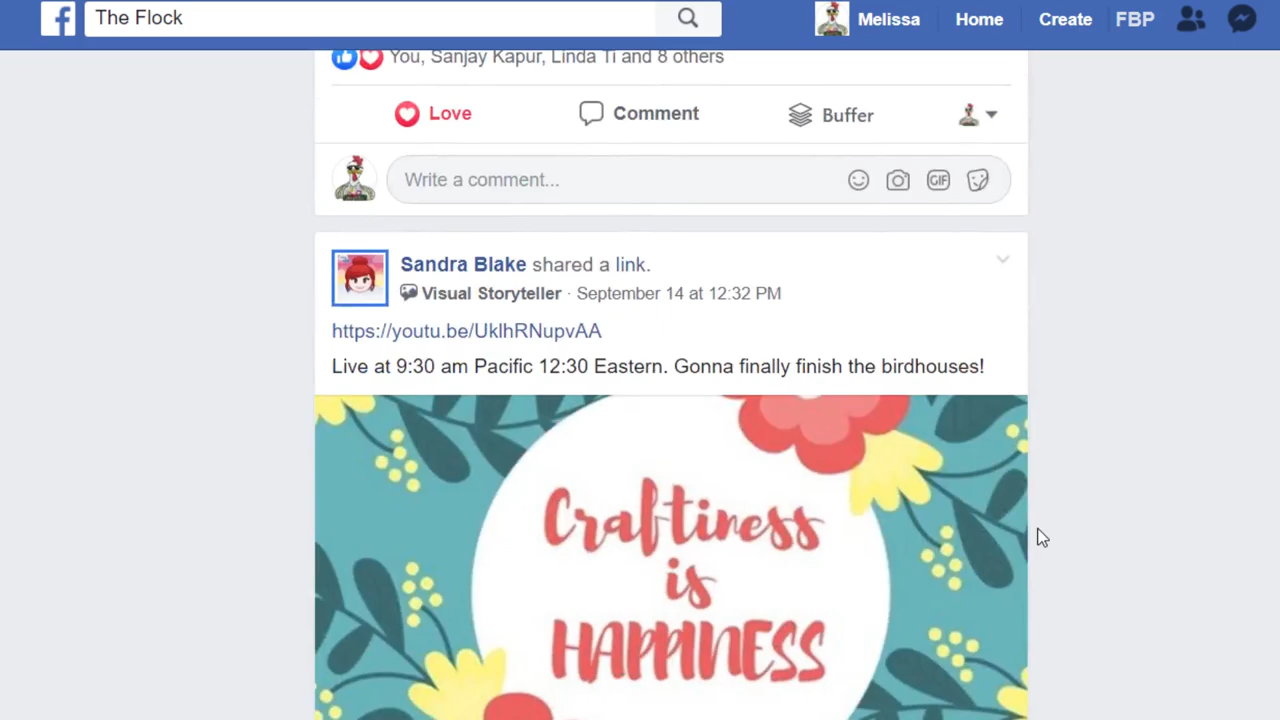 The Flock
Melissa
Home
Create
FBP
You, Sanjay Kapur, Linda Ti and 8 others
Love
Comment
Buffer
Write a comment...
GIF
Sandra Blake shared a link.
Visual Storyteller · September 14 at 12:32 PM
https://youtu.be/UklhRNupvAA
Live at 9:30 am Pacific 12:30 Eastern. Gonna finally finish the birdhouses!
Craftiness
is
HAPPINESS